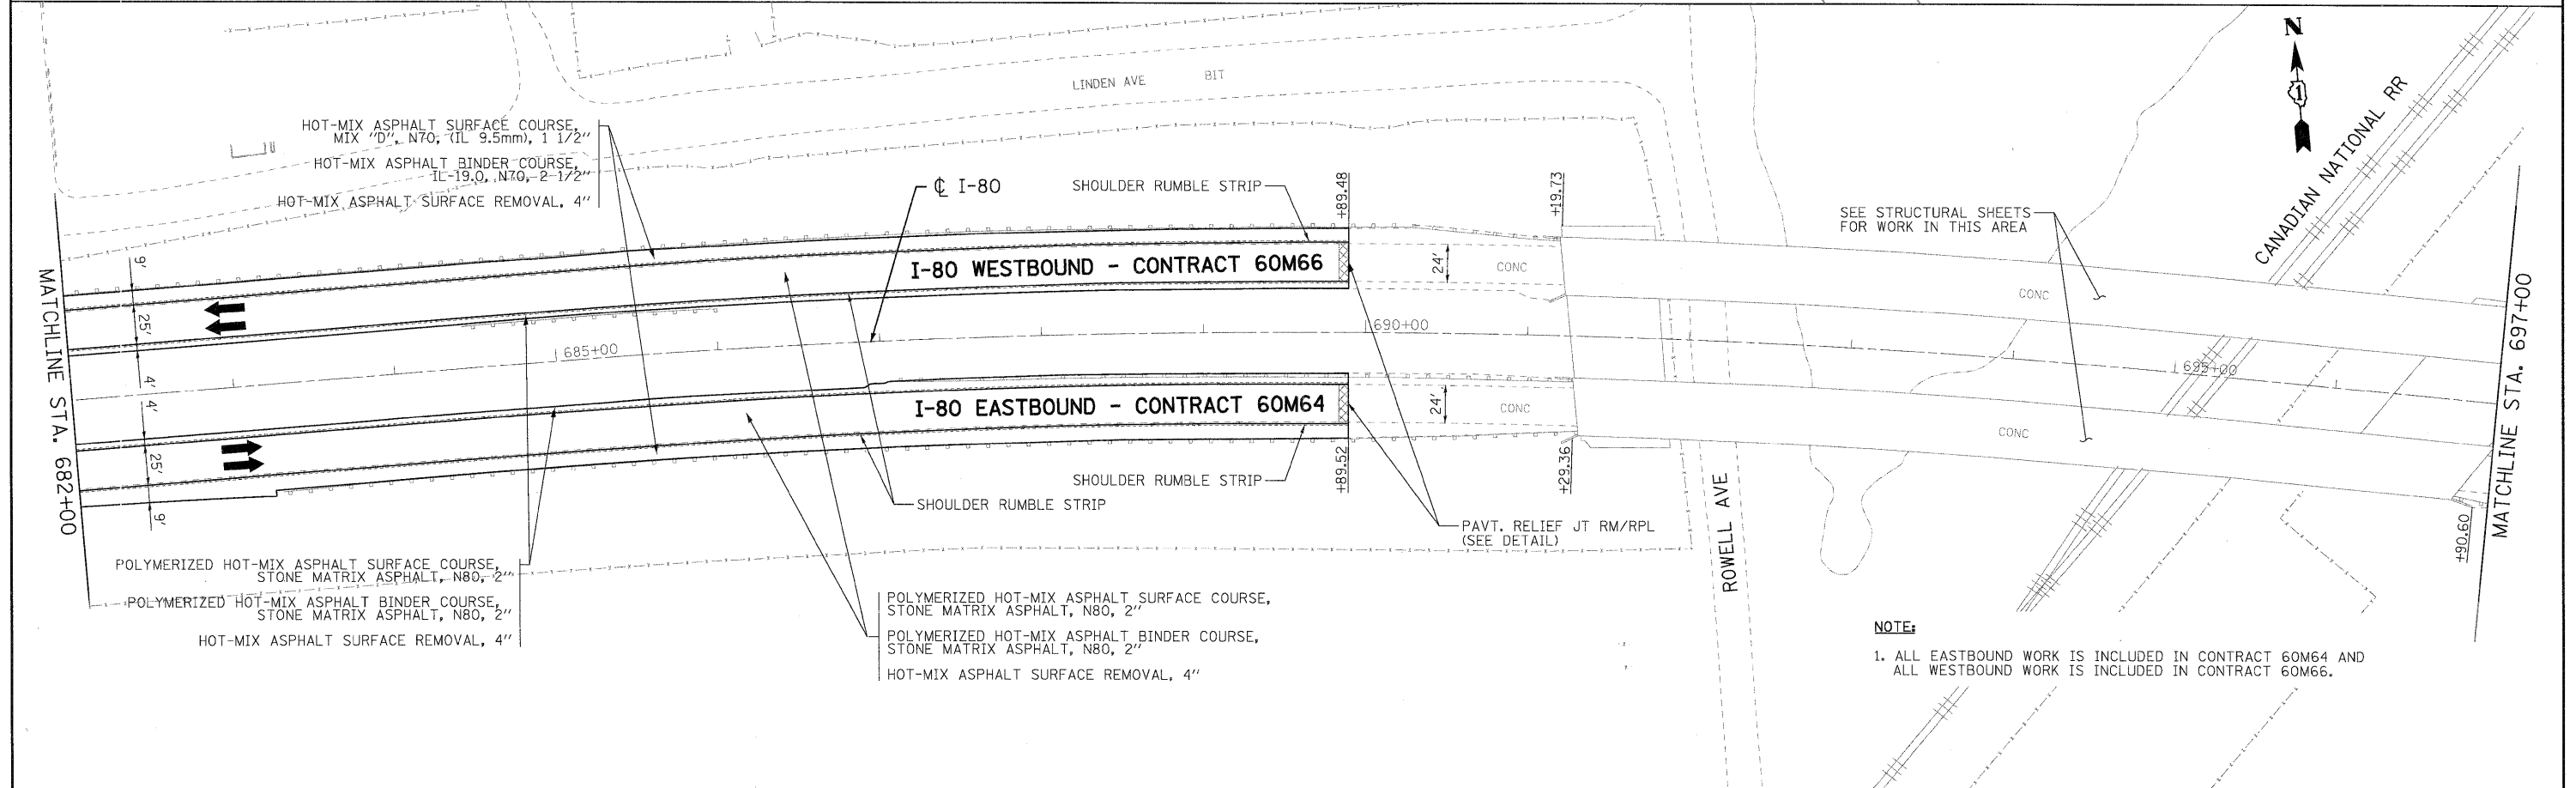 N
1
LINDEN AVE
BIT
CANADIAN NATIONAL RR
HOT-MIX ASPHALT SURFACE COURSE,
MIX "D", N70, (IL 9.5mm), 1 1/2"
HOT-MIX ASPHALT BINDER COURSE,
IL-19.0, N70, 2 1/2"
HOT-MIX ASPHALT SURFACE REMOVAL, 4"
℄ I-80
SHOULDER RUMBLE STRIP
+89.48
+19.73
SEE STRUCTURAL SHEETS
FOR WORK IN THIS AREA
I-80 WESTBOUND - CONTRACT 60M66
24'
CONC
CONC
MATCHLINE STA. 682+00
9'
25'
4'
4'
25'
9'
685+00
690+00
695+00
MATCHLINE STA. 697+00
I-80 EASTBOUND - CONTRACT 60M64
24'
CONC
CONC
+89.52
+29.36
+90.60
SHOULDER RUMBLE STRIP
SHOULDER RUMBLE STRIP
PAVT. RELIEF JT RM/RPL
(SEE DETAIL)
ROWELL AVE
POLYMERIZED HOT-MIX ASPHALT SURFACE COURSE,
STONE MATRIX ASPHALT, N80, 2"
POLYMERIZED HOT-MIX ASPHALT BINDER COURSE,
STONE MATRIX ASPHALT, N80, 2"
HOT-MIX ASPHALT SURFACE REMOVAL, 4"
POLYMERIZED HOT-MIX ASPHALT SURFACE COURSE,
STONE MATRIX ASPHALT, N80, 2"
POLYMERIZED HOT-MIX ASPHALT BINDER COURSE,
STONE MATRIX ASPHALT, N80, 2"
HOT-MIX ASPHALT SURFACE REMOVAL, 4"
NOTE:
1. ALL EASTBOUND WORK IS INCLUDED IN CONTRACT 60M64 AND
ALL WESTBOUND WORK IS INCLUDED IN CONTRACT 60M66.